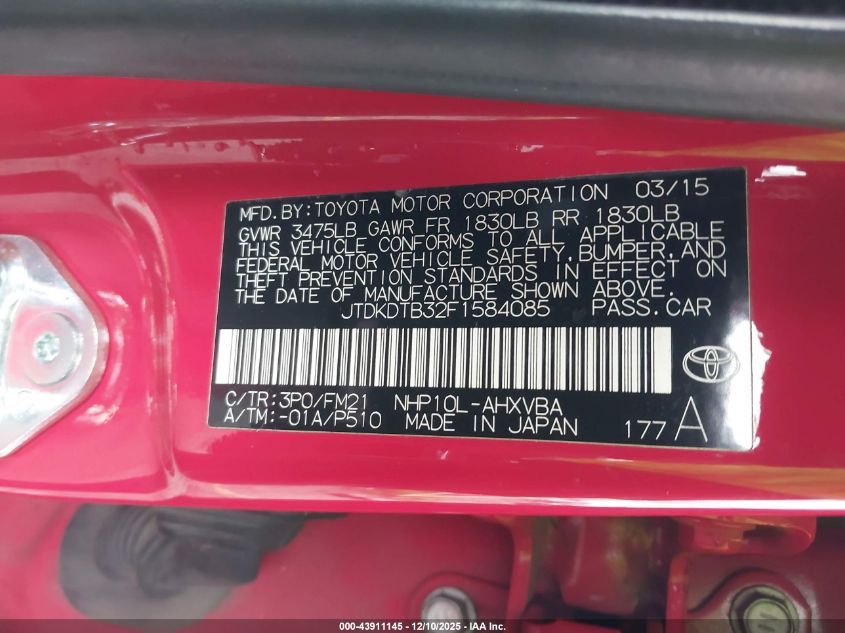 MFD.BY:TOYOTA MOTOR CORPORATION 03/15
GVWR 3475LB GAWR FR 1830LB RR 1830LB
THIS VEHICLE CONFORMS TO ALL APPLICABLE
FEDERAL MOTOR VEHICLE SAFETY,BUMPER,AND
THEFT PREVENTION STANDARDS IN EFFECT ON
THE DATE OF MANUFACTURE SHOWN ABOVE.
JTDKDTB32F1584085 PASS.CAR
C/TR:3P0/FM21 NHP10L-AHXVBA
A/TM:-01A/P510 MADE IN JAPAN 177 A
000-43911145 - 12/10/2025 - IAA Inc.